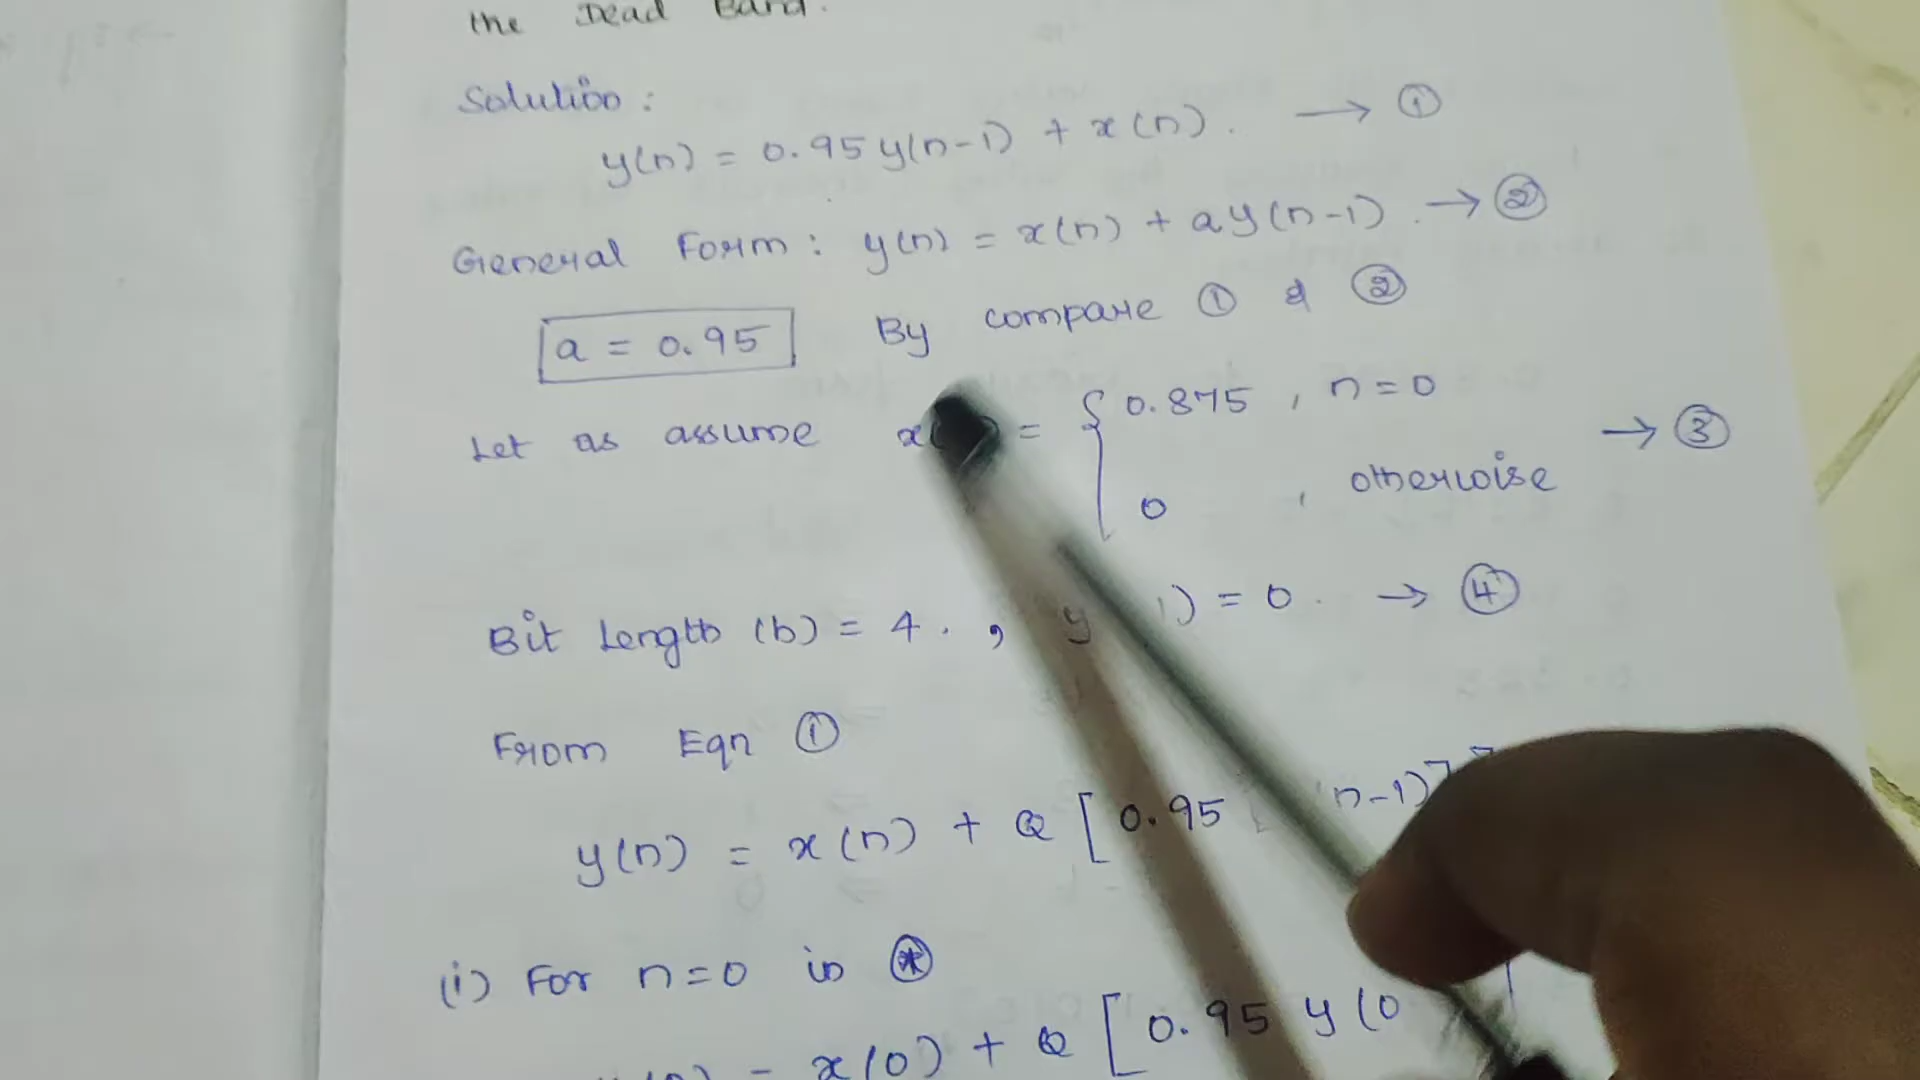 the Dead Band.
Solution:
y(n) = 0.95 y(n-1) + x(n). → ①
General Form: y(n) = x(n) + ay(n-1). → ②
a = 0.95 By compare ① & ②
Let as assume x( ) = { 0.875, n=0
0, otherwise → ③
Bit Length (b) = 4. , y 1) = 0. → ④
From Eqn ①
y(n) = x(n) + Q [0.95 n-1)]
(i) For n=0 in ⊛
= x(0) + Q [0.95 y(0